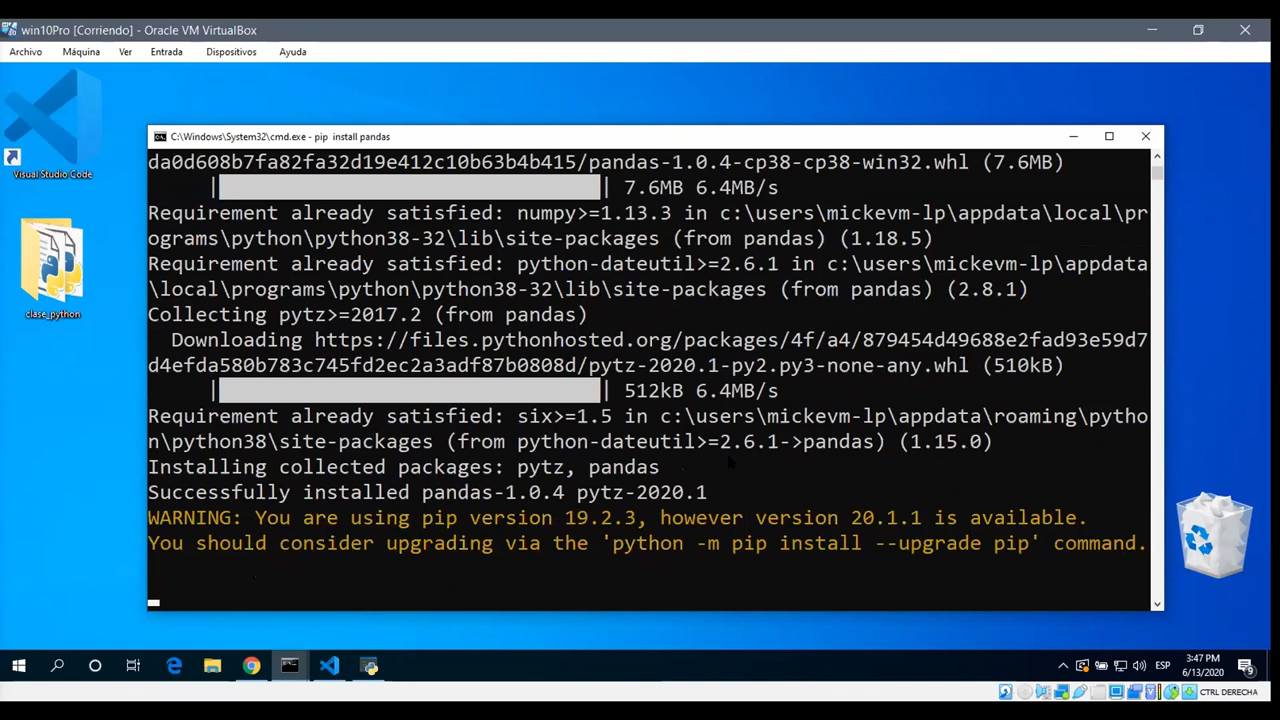 win10Pro [Corriendo] - Oracle VM VirtualBox
Archivo Máquina Ver Entrada Dispositivos Ayuda
Visual Studio Code
clase_python
C:\Windows\System32\cmd.exe - pip install pandas
da0d608b7fa82fa32d19e412c10b63b4b415/pandas-1.0.4-cp38-cp38-win32.whl (7.6MB)
| | 7.6MB 6.4MB/s
Requirement already satisfied: numpy>=1.13.3 in c:\users\mickevm-lp\appdata\local\pr
ograms\python\python38-32\lib\site-packages (from pandas) (1.18.5)
Requirement already satisfied: python-dateutil>=2.6.1 in c:\users\mickevm-lp\appdata
\local\programs\python\python38-32\lib\site-packages (from pandas) (2.8.1)
Collecting pytz>=2017.2 (from pandas)
Downloading https://files.pythonhosted.org/packages/4f/a4/879454d49688e2fad93e59d7
d4efda580b783c745fd2ec2a3adf87b0808d/pytz-2020.1-py2.py3-none-any.whl (510kB)
| | 512kB 6.4MB/s
Requirement already satisfied: six>=1.5 in c:\users\mickevm-lp\appdata\roaming\pytho
n\python38\site-packages (from python-dateutil>=2.6.1->pandas) (1.15.0)
Installing collected packages: pytz, pandas
Successfully installed pandas-1.0.4 pytz-2020.1
WARNING: You are using pip version 19.2.3, however version 20.1.1 is available.
You should consider upgrading via the 'python -m pip install --upgrade pip' command.
ESP
3:47 PM
6/13/2020
9
CTRL DERECHA